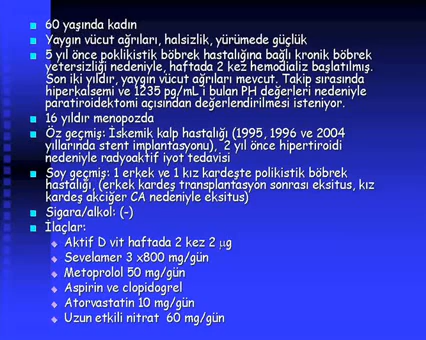 60 yaşında kadın
Yaygın vücut ağrıları, halsizlik, yürümede güçlük
5 yıl önce poklikistik böbrek hastalığına bağlı kronik böbrek
yetersizliği nedeniyle, haftada 2 kez hemodializ başlatılmış.
Son iki yıldır, yaygın vücut ağrıları mevcut. Takip sırasında
hiperkalsemi ve 1235 pg/mL i bulan PH değerleri nedeniyle
paratiroidektomi açısından değerlendirilmesi isteniyor.
16 yıldır menopozda
Öz geçmiş: İskemik kalp hastalığı (1995, 1996 ve 2004
yıllarında stent implantasyonu), 2 yıl önce hipertiroidi
nedeniyle radyoaktif iyot tedavisi
Soy geçmiş: 1 erkek ve 1 kız kardeşte polikistik böbrek
hastalığı, (erkek kardeş transplantasyon sonrası eksitus, kız
kardeş akciğer CA nedeniyle eksitus)
Sigara/alkol: (-)
İlaçlar:
Aktif D vit haftada 2 kez 2 μg
Sevelamer 3 x800 mg/gün
Metoprolol 50 mg/gün
Aspirin ve clopidogrel
Atorvastatin 10 mg/gün
Uzun etkili nitrat 60 mg/gün